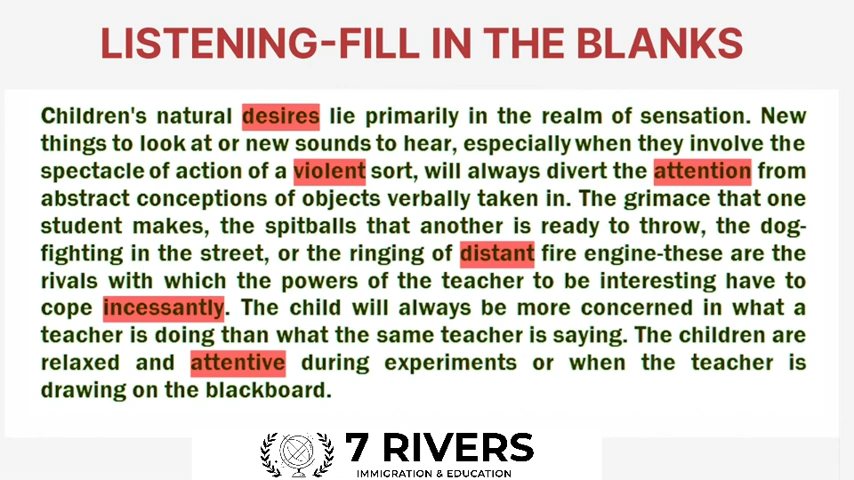 LISTENING-FILL IN THE BLANKS
Children's natural desires lie primarily in the realm of sensation. New
things to look at or new sounds to hear, especially when they involve the
spectacle of action of a violent sort, will always divert the attention from
abstract conceptions of objects verbally taken in. The grimace that one
student makes, the spitballs that another is ready to throw, the dog-
fighting in the street, or the ringing of distant fire engine-these are the
rivals with which the powers of the teacher to be interesting have to
cope incessantly. The child will always be more concerned in what a
teacher is doing than what the same teacher is saying. The children are
relaxed and attentive during experiments or when the teacher is
drawing on the blackboard.
7 RIVERS
IMMIGRATION & EDUCATION